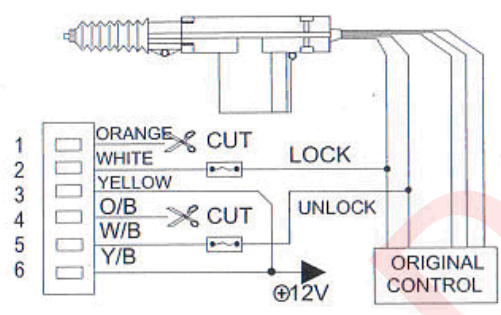 1 ORANGE CUT
2 WHITE LOCK
3 YELLOW
4 O/B CUT UNLOCK
5 W/B
6 Y/B
⊕12V
ORIGINAL
CONTROL